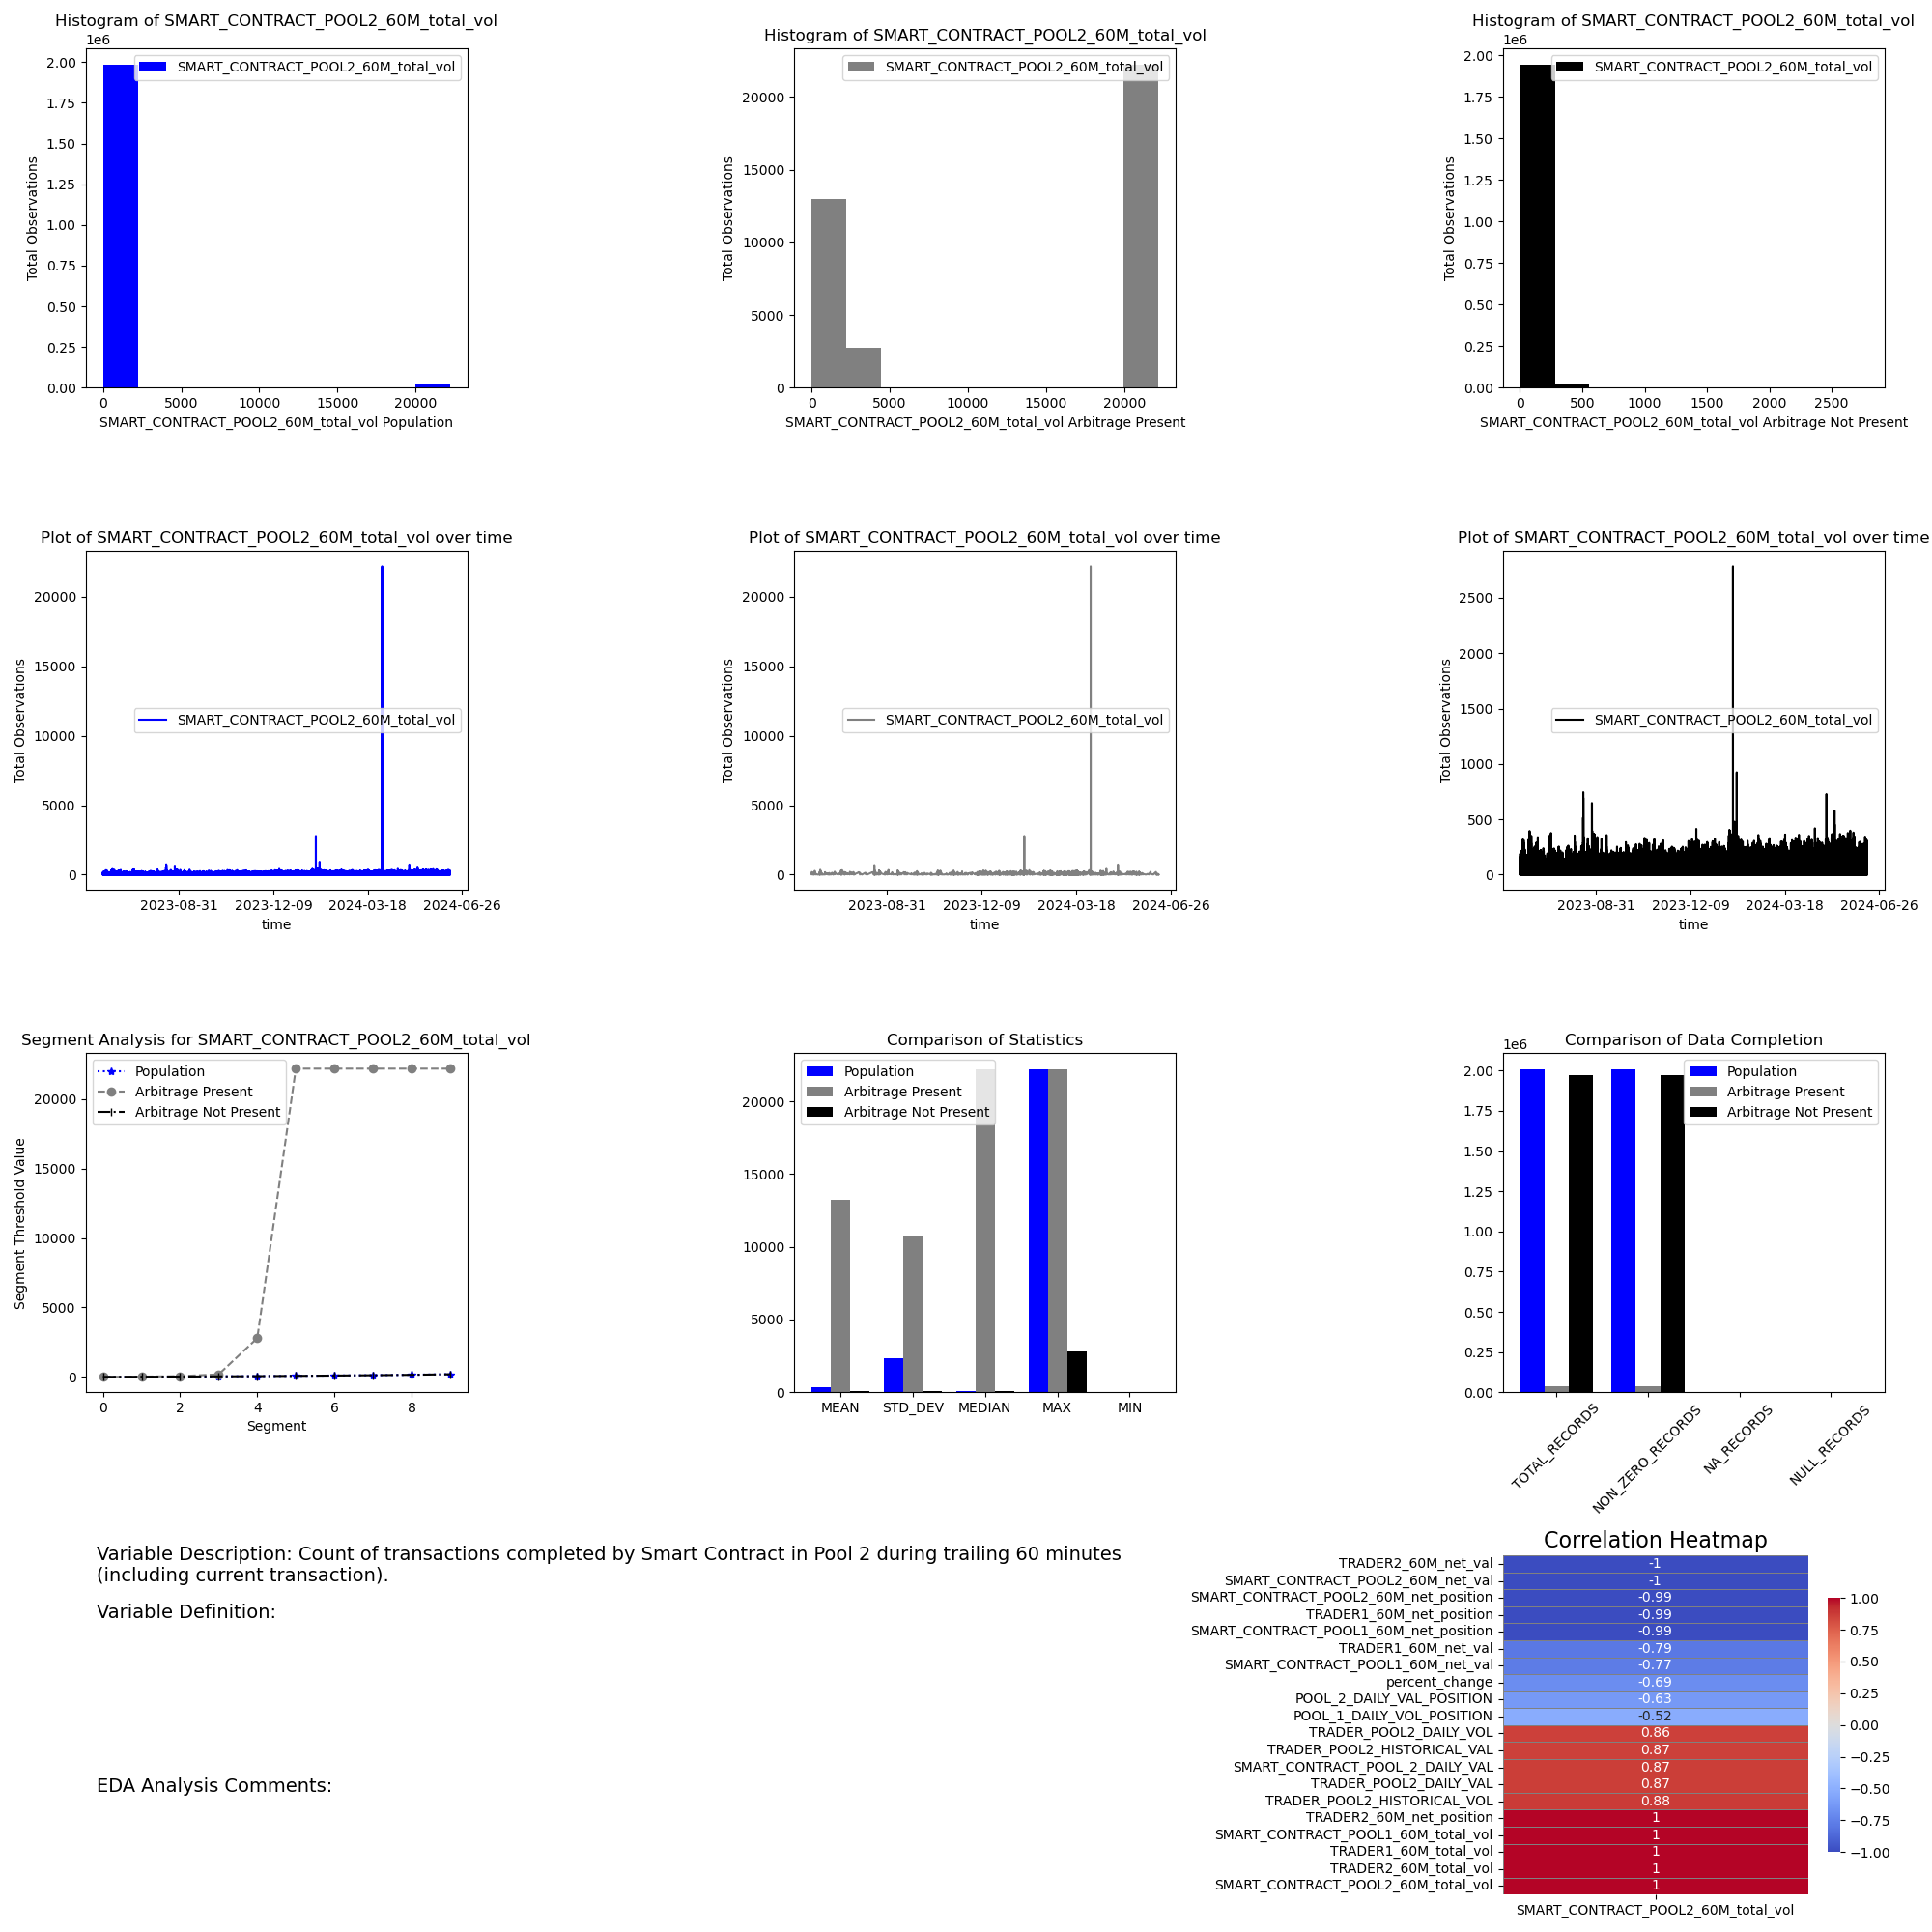 Histogram of SMART_CONTRACT_POOL2_60M_total_vol
1e6
SMART_CONTRACT_POOL2_60M_total_vol
2.00
1.75
1.50
1.25
1.00
0.75
0.50
0.25
0.00
Total Observations
0 5000 10000 15000 20000
SMART_CONTRACT_POOL2_60M_total_vol Population
Histogram of SMART_CONTRACT_POOL2_60M_total_vol
SMART_CONTRACT_POOL2_60M_total_vol
20000
15000
10000
5000
0
Total Observations
0 5000 10000 15000 20000
SMART_CONTRACT_POOL2_60M_total_vol Arbitrage Present
Histogram of SMART_CONTRACT_POOL2_60M_total_vol
1e6
SMART_CONTRACT_POOL2_60M_total_vol
2.00
1.75
1.50
1.25
1.00
0.75
0.50
0.25
0.00
Total Observations
0 500 1000 1500 2000 2500
SMART_CONTRACT_POOL2_60M_total_vol Arbitrage Not Present
Plot of SMART_CONTRACT_POOL2_60M_total_vol over time
20000
15000
10000
5000
0
Total Observations
SMART_CONTRACT_POOL2_60M_total_vol
2023-08-31 2023-12-09 2024-03-18 2024-06-26
time
Plot of SMART_CONTRACT_POOL2_60M_total_vol over time
20000
15000
10000
5000
0
Total Observations
SMART_CONTRACT_POOL2_60M_total_vol
2023-08-31 2023-12-09 2024-03-18 2024-06-26
time
Plot of SMART_CONTRACT_POOL2_60M_total_vol over time
2500
2000
1500
1000
500
0
Total Observations
SMART_CONTRACT_POOL2_60M_total_vol
2023-08-31 2023-12-09 2024-03-18 2024-06-26
time
Segment Analysis for SMART_CONTRACT_POOL2_60M_total_vol
Population
Arbitrage Present
Arbitrage Not Present
20000
15000
10000
5000
0
Segment Threshold Value
0 2 4 6 8
Segment
Comparison of Statistics
Population
Arbitrage Present
Arbitrage Not Present
20000
15000
10000
5000
0
MEAN STD_DEV MEDIAN MAX MIN
Comparison of Data Completion
1e6
Population
Arbitrage Present
Arbitrage Not Present
2.00
1.75
1.50
1.25
1.00
0.75
0.50
0.25
0.00
TOTAL_RECORDS NON_ZERO_RECORDS NA_RECORDS NULL_RECORDS
Variable Description: Count of transactions completed by Smart Contract in Pool 2 during trailing 60 minutes
(including current transaction).
Variable Definition:
EDA Analysis Comments:
Correlation Heatmap
TRADER2_60M_net_val -1
SMART_CONTRACT_POOL2_60M_net_val -1
SMART_CONTRACT_POOL2_60M_net_position -0.99
TRADER1_60M_net_position -0.99
SMART_CONTRACT_POOL1_60M_net_position -0.99
TRADER1_60M_net_val -0.79
SMART_CONTRACT_POOL1_60M_net_val -0.77
percent_change -0.69
POOL_2_DAILY_VAL_POSITION -0.63
POOL_1_DAILY_VOL_POSITION -0.52
TRADER_POOL2_DAILY_VOL 0.86
TRADER_POOL2_HISTORICAL_VAL 0.87
SMART_CONTRACT_POOL_2_DAILY_VAL 0.87
TRADER_POOL2_DAILY_VAL 0.87
TRADER_POOL2_HISTORICAL_VOL 0.88
TRADER2_60M_net_position 1
SMART_CONTRACT_POOL1_60M_total_vol 1
TRADER1_60M_total_vol 1
TRADER2_60M_total_vol 1
SMART_CONTRACT_POOL2_60M_total_vol 1
SMART_CONTRACT_POOL2_60M_total_vol
1.00
0.75
0.50
0.25
0.00
−0.25
−0.50
−0.75
−1.00